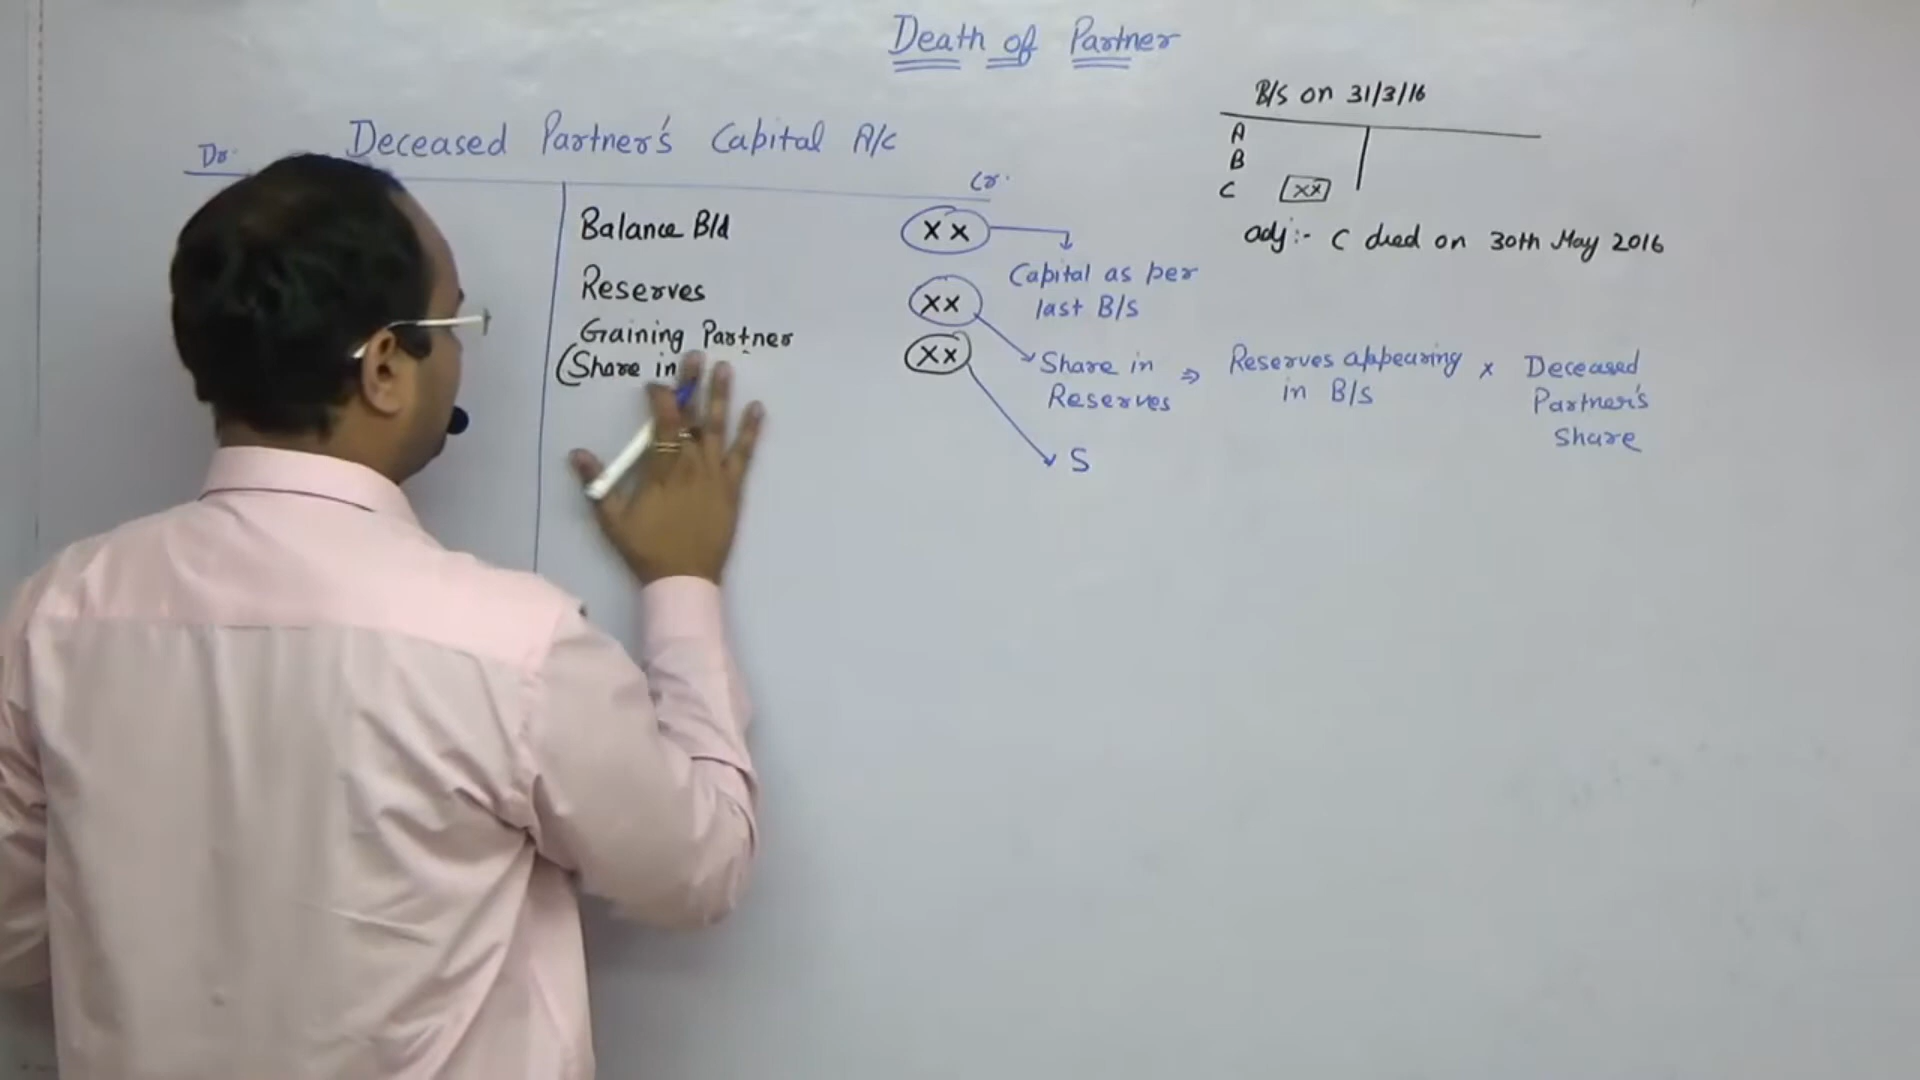 Death of Partner
B/S on 31/3/16
A
B
C xx
adj:- C died on 30th May 2016
Deceased Partner's Capital A/c
Dr.
Cr.
Balance B/d xx
Capital as per
last B/S
Reserves xx
Share in
Reserves
⇒ Reserves appearing
in B/S
x Deceased
Partner's
Share
Gaining Partner xx
(Share in
S